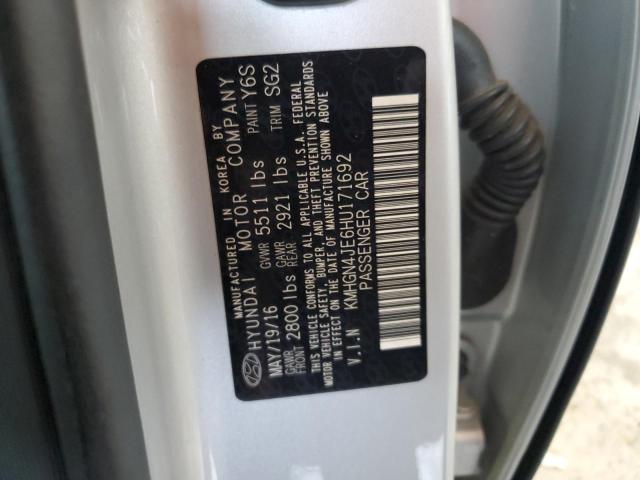 MANUFACTURED IN KOREA BY
HYUNDAI MOTOR COMPANY
MAY/19/16 GVWR 5511 lbs PAINT Y6S
GAWR FRONT 2800 lbs GAWR REAR 2921 lbs TRIM SG2
THIS VEHICLE CONFORMS TO ALL APPLICABLE U.S.A. FEDERAL
MOTOR VEHICLE SAFETY, BUMPER, AND THEFT PREVENTION STANDARDS
IN EFFECT ON THE DATE OF MANUFACTURE SHOWN ABOVE
V.I.N KMHGN4JE6HU171692
PASSENGER CAR